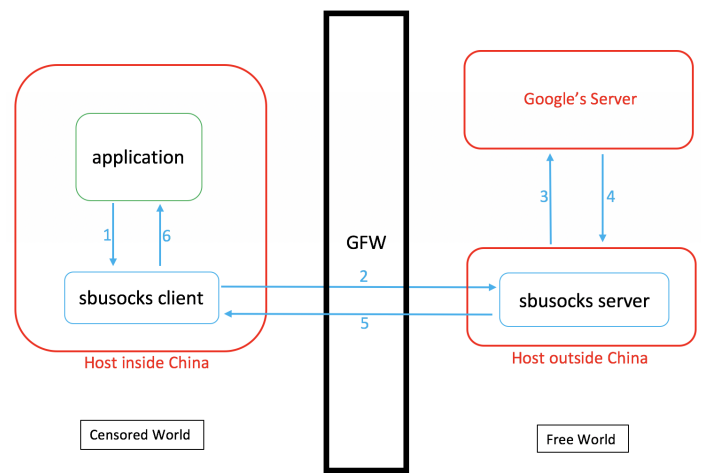 Google’s Server
application
1
6
3
4
GFW
2
sbusocks client
sbusocks server
5
Host inside China
Host outside China
Censored World
Free World